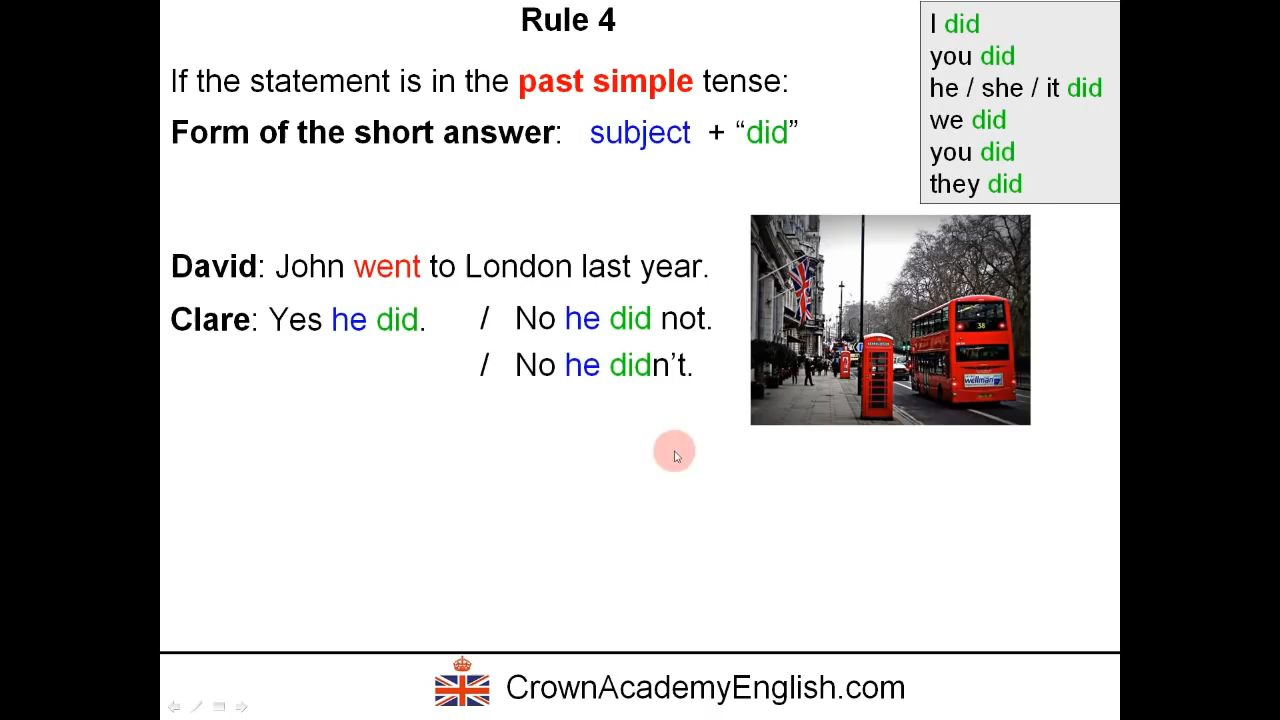 Rule 4
If the statement is in the past simple tense:
Form of the short answer: subject + “did”
I did
you did
he / she / it did
we did
you did
they did
David: John went to London last year.
Clare: Yes he did. / No he did not.
/ No he didn’t.
38
wellman
CrownAcademyEnglish.com